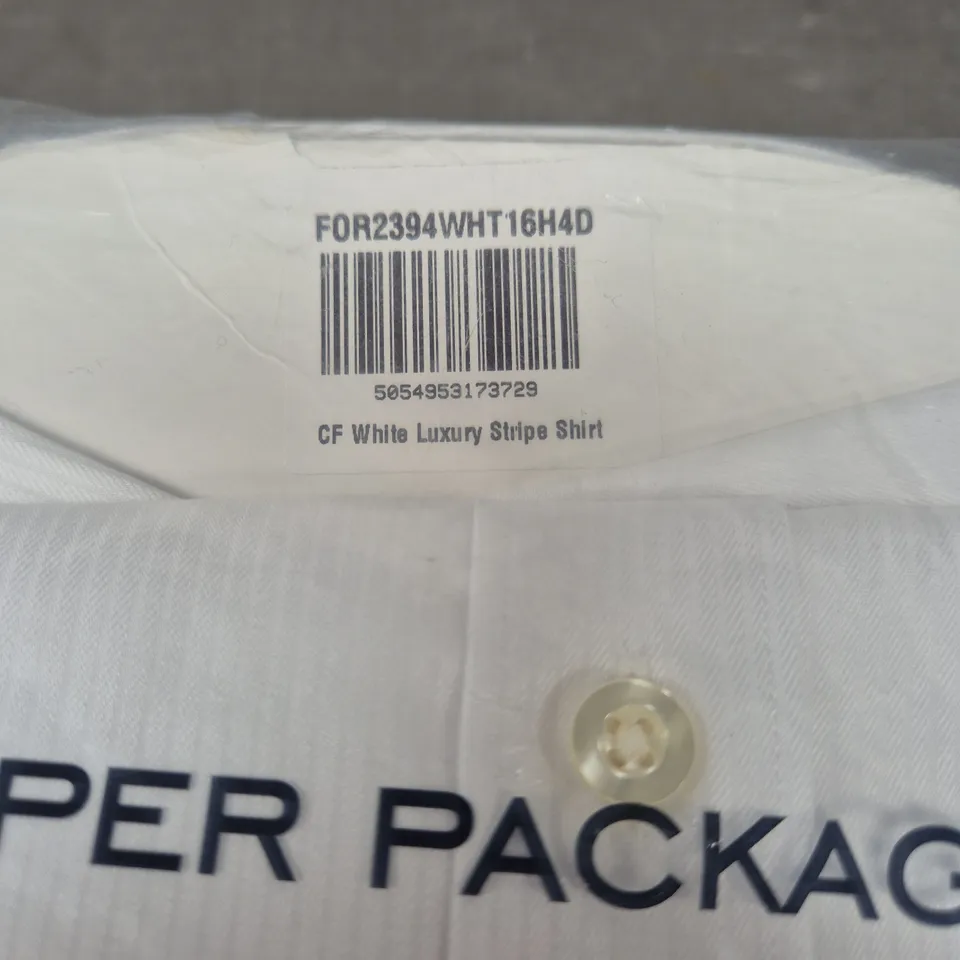 FOR2394WHT16H4D
5054953173729
CF White Luxury Stripe Shirt
PER PACKAG